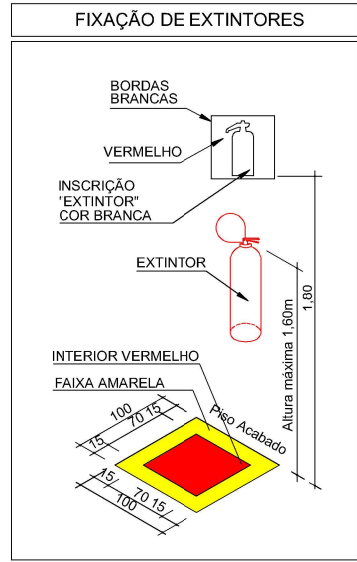 FIXAÇÃO DE EXTINTORES
BORDAS
BRANCAS
VERMELHO
INSCRIÇÃO
'EXTINTOR"
COR BRANCA
EXTINTOR
Altura máxima 1,60m
1,80
INTERIOR VERMELHO
FAIXA AMARELA
Piso Acabado
100
15 70 15
15 70 15
100